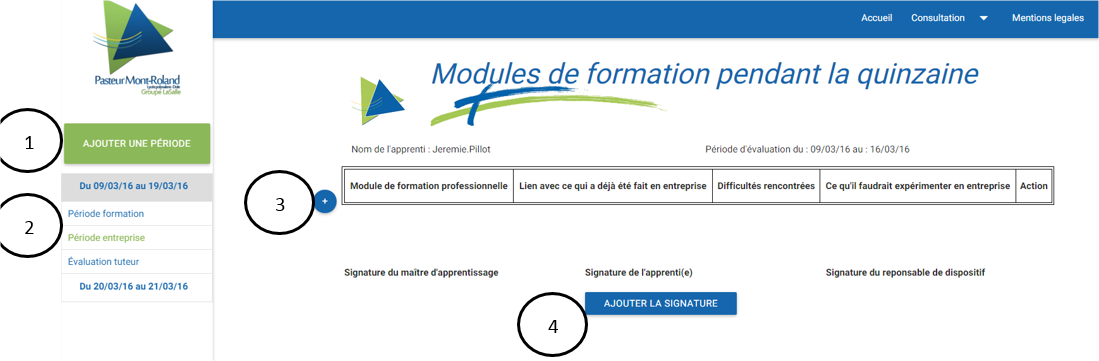 Accueil Consultation Mentions legales
Pasteur Mont-Roland
Groupe LaSalle
Modules de formation pendant la quinzaine
1
AJOUTER UNE PÉRIODE
Nom de l'apprenti : Jeremie.Pillot Période d'évaluation du : 09/03/16 au : 16/03/16
Du 09/03/16 au 19/03/16
Module de formation professionnelle Lien avec ce qui a déjà été fait en entreprise Difficultés rencontrées Ce qu'il faudrait expérimenter en entreprise Action
3
+
2
Période formation
Période entreprise
Évaluation tuteur
Du 20/03/16 au 21/03/16
Signature du maître d'apprentissage Signature de l'apprenti(e) Signature du reponsable de dispositif
AJOUTER LA SIGNATURE
4